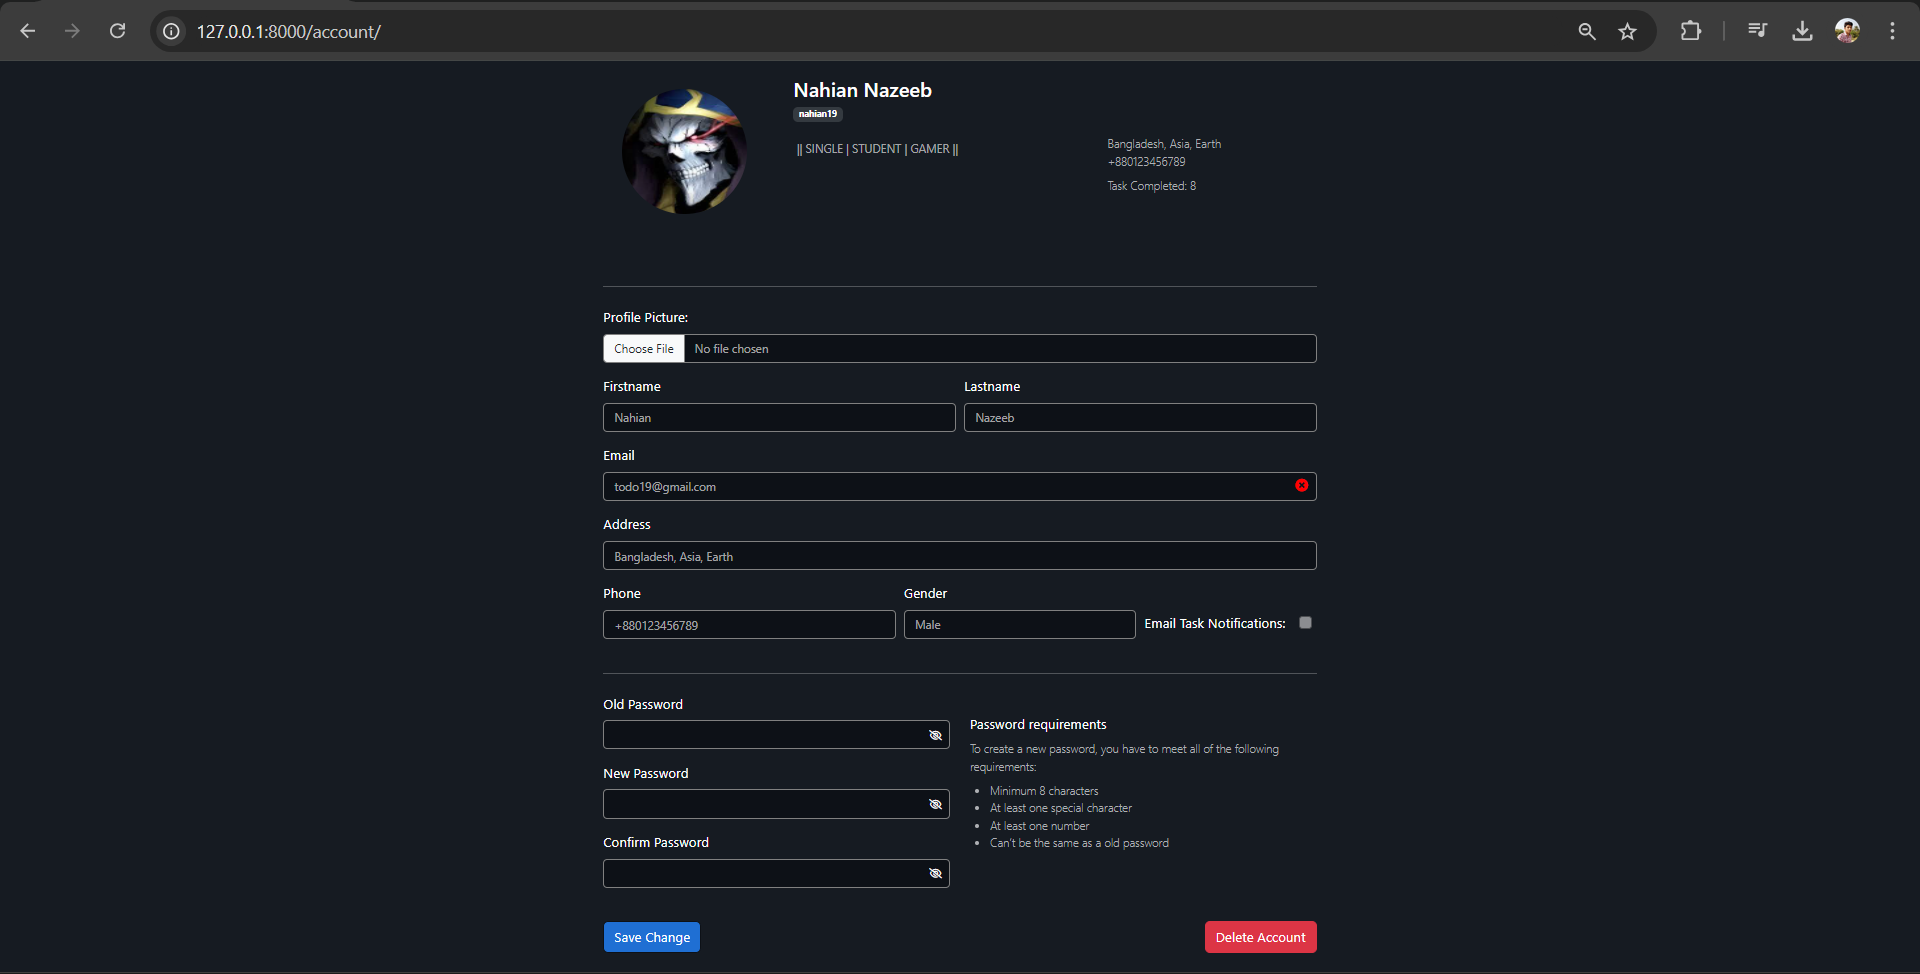 127.0.0.1:8000/account/
Nahian Nazeeb
nahian19
|| SINGLE | STUDENT | GAMER ||
Bangladesh, Asia, Earth
+880123456789
Task Completed: 8
Profile Picture:
Choose File No file chosen
Firstname Lastname
Nahian Nazeeb
Email
todo19@gmail.com
Address
Bangladesh, Asia, Earth
Phone Gender
+880123456789 Male Email Task Notifications:
Old Password
New Password
Confirm Password
Password requirements
To create a new password, you have to meet all of the following
requirements:
Minimum 8 characters
At least one special character
At least one number
Can't be the same as a old password
Save Change Delete Account